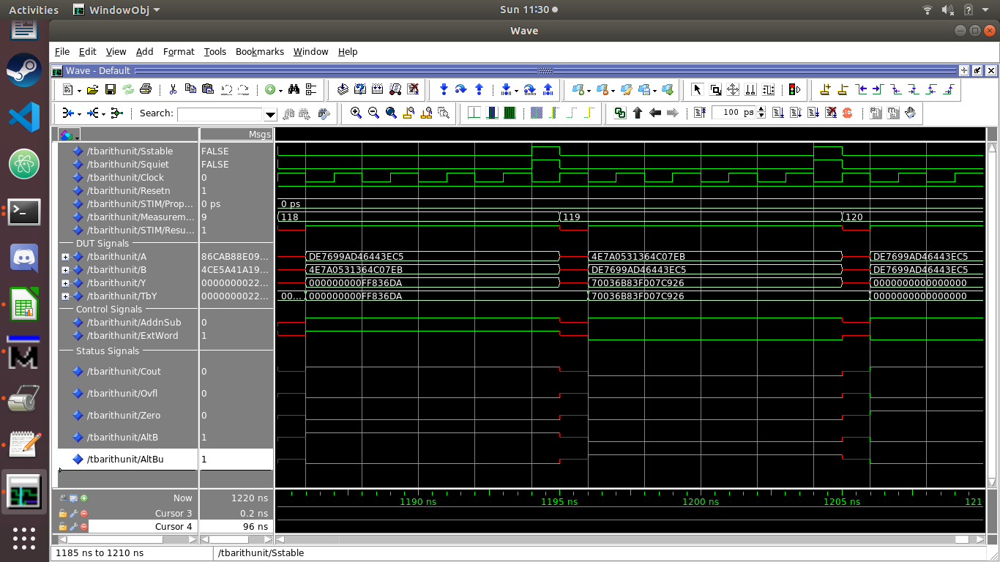 Activities WindowObj Sun 11:30
Wave
File Edit View Add Format Tools Bookmarks Window Help
Wave - Default
Search: 100 ps
Msgs
/tbarithunit/Sstable FALSE
/tbarithunit/Squiet FALSE
/tbarithunit/Clock 0
/tbarithunit/Resetn 1
/tbarithunit/STIM/Prop... 0 ps 0 ps
/tbarithunit/Measurem... 9 118 119 120
/tbarithunit/STIM/Resu... 1
DUT Signals
/tbarithunit/A 86CAB88E09... DE7699AD46443EC5 4E7A0531364C07EB DE7699AD46443EC5
/tbarithunit/B 4CE5A41A19... 4E7A0531364C07EB DE7699AD46443EC5 DE7699AD46443EC5
/tbarithunit/Y 0000000022... 000000000FF836DA 70036B83F007C926 0000000000000000
/tbarithunit/TbY 0000000022... 00... 000000000FF836DA 70036B83F007C926 0000000000000000
Control Signals
/tbarithunit/AddnSub 0
/tbarithunit/ExtWord 1
Status Signals
/tbarithunit/Cout 0
/tbarithunit/Ovfl 0
/tbarithunit/Zero 0
/tbarithunit/AltB 1
/tbarithunit/AltBu 1
Now 1220 ns 1190 ns 1195 ns 1200 ns 1205 ns 121
Cursor 3 0.2 ns
Cursor 4 96 ns
1185 ns to 1210 ns /tbarithunit/Sstable